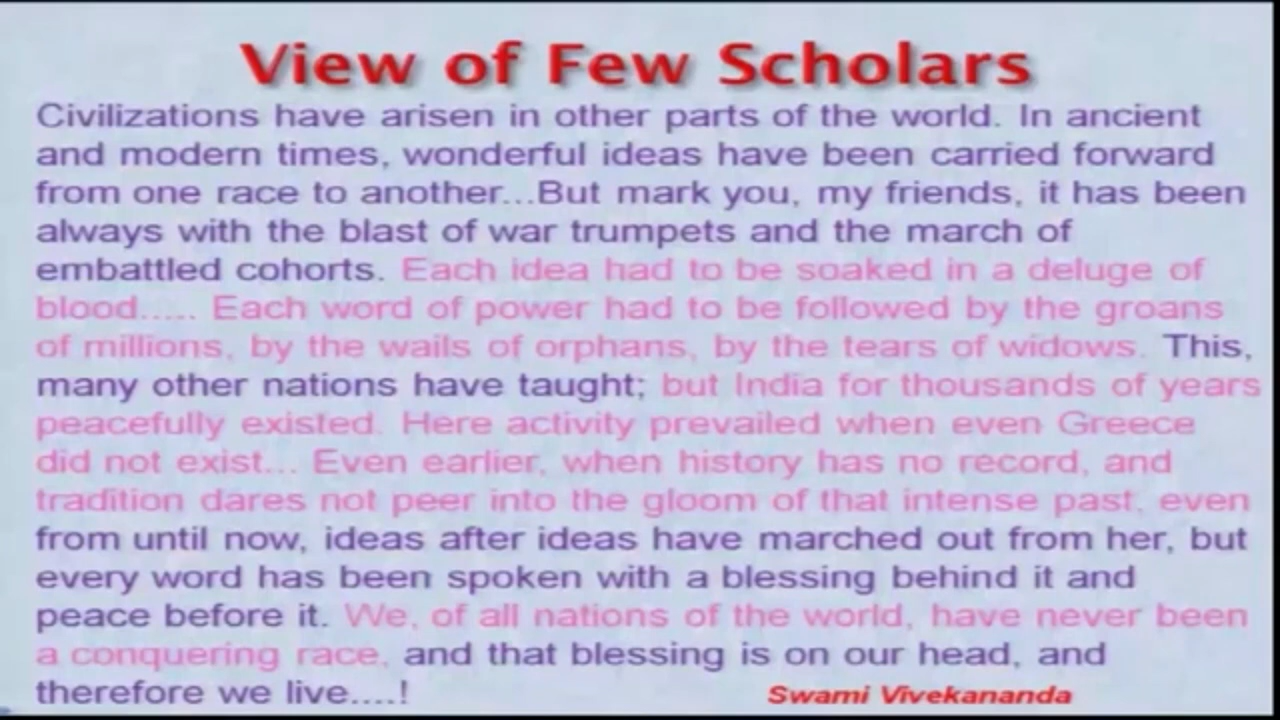 View of Few Scholars
Civilizations have arisen in other parts of the world. In ancient
and modern times, wonderful ideas have been carried forward
from one race to another...But mark you, my friends, it has been
always with the blast of war trumpets and the march of
embattled cohorts. Each idea had to be soaked in a deluge of
blood..... Each word of power had to be followed by the groans
of millions, by the wails of orphans, by the tears of widows. This,
many other nations have taught; but India for thousands of years
peacefully existed. Here activity prevailed when even Greece
did not exist... Even earlier, when history has no record, and
tradition dares not peer into the gloom of that intense past, even
from until now, ideas after ideas have marched out from her, but
every word has been spoken with a blessing behind it and
peace before it. We, of all nations of the world, have never been
a conquering race, and that blessing is on our head, and
therefore we live....!
Swami Vivekananda